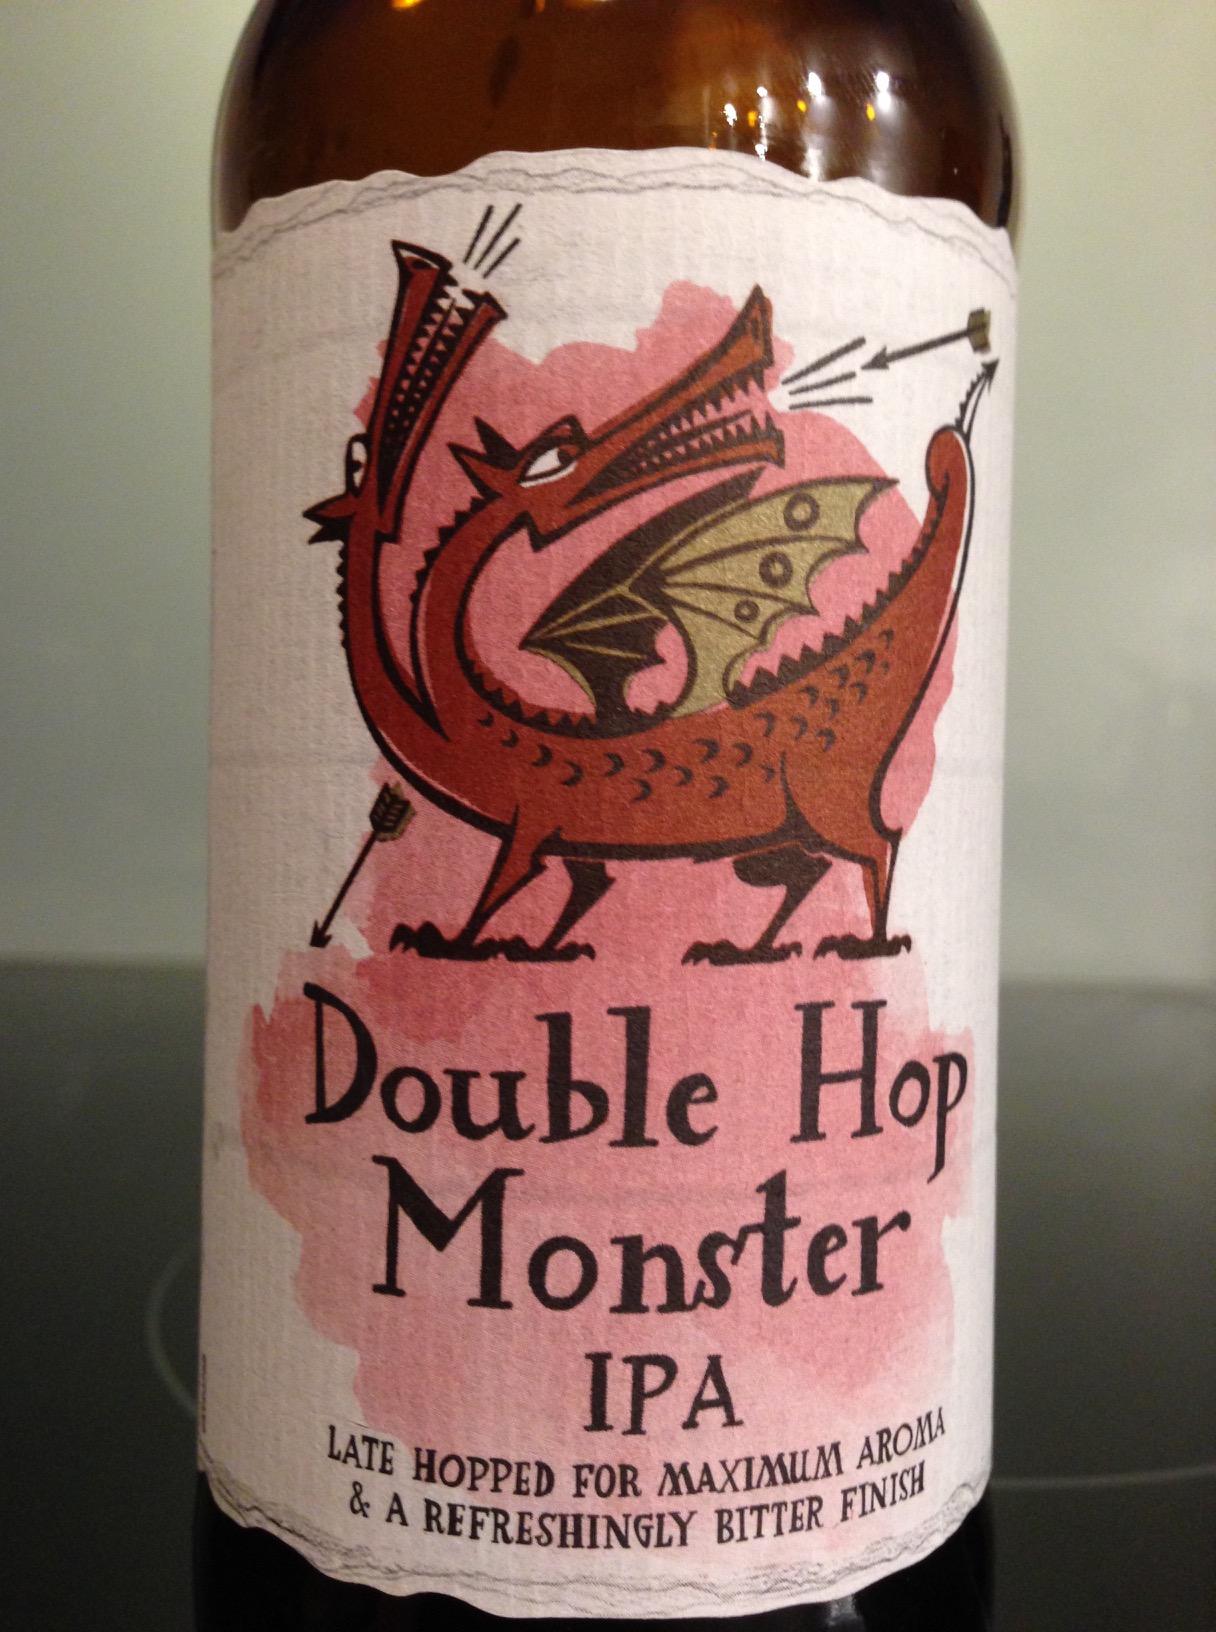 Double Hop
Monster
IPA
LATE HOPPED FOR MAXIMUM AROMA
& A REFRESHINGLY BITTER FINISH